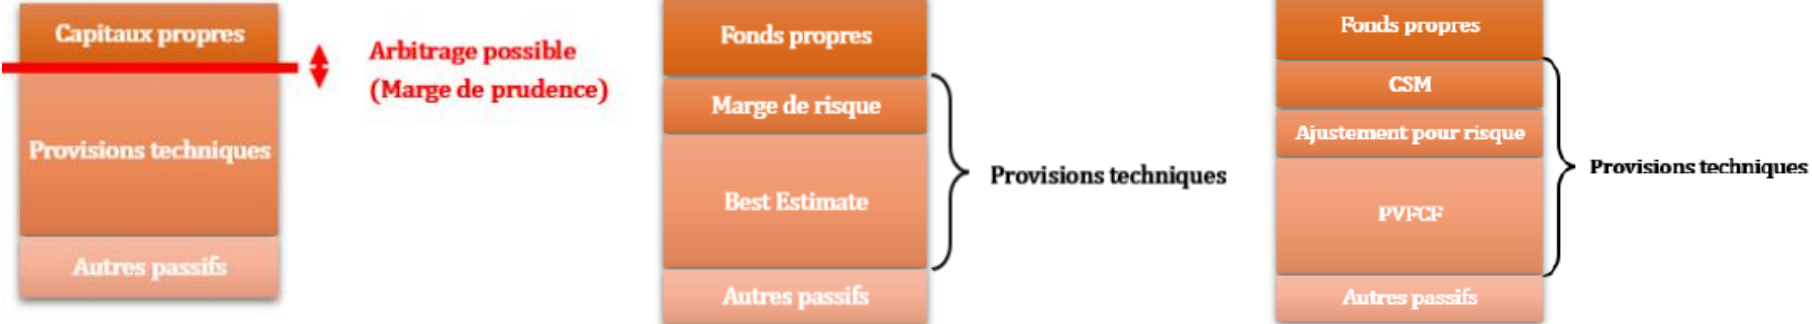 Capitaux propres
Arbitrage possible
(Marge de prudence)
Provisions techniques
Autres passifs
Fonds propres
Marge de risque
Best Estimate
Autres passifs
Provisions techniques
Fonds propres
CSM
Ajustement pour risque
PVFCF
Autres passifs
Provisions techniques